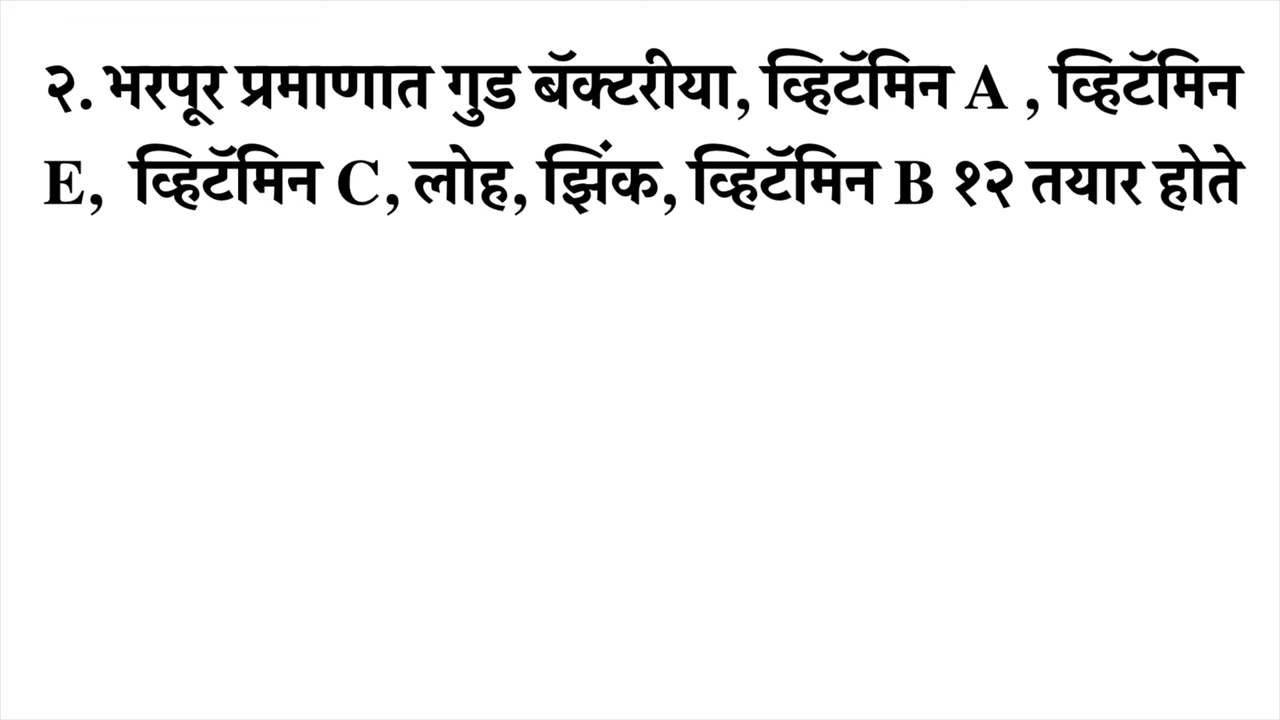 २. भरपूर प्रमाणात गुड बॅक्टरीया, व्हिटॅमिन A , व्हिटॅमिन
E, व्हिटॅमिन C, लोह, झिंक, व्हिटॅमिन B १२ तयार होते